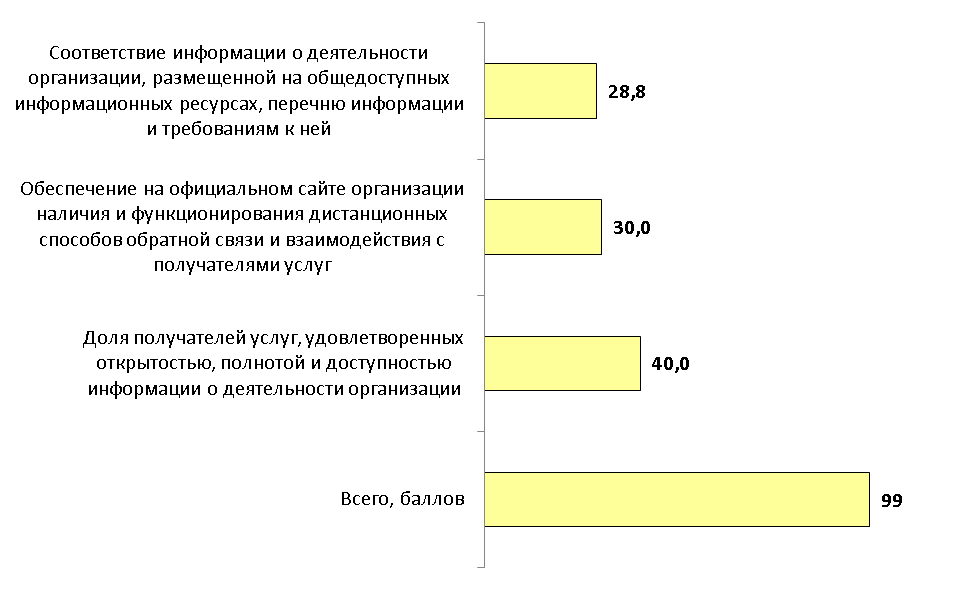 Соответствие информации о деятельности
организации, размещенной на общедоступных
информационных ресурсах, перечню информации
и требованиям к ней
28,8
Обеспечение на официальном сайте организации
наличия и функционирования дистанционных
способов обратной связи и взаимодействия с
получателями услуг
30,0
Доля получателей услуг, удовлетворенных
открытостью, полнотой и доступностью
информации о деятельности организации
40,0
Всего, баллов
99